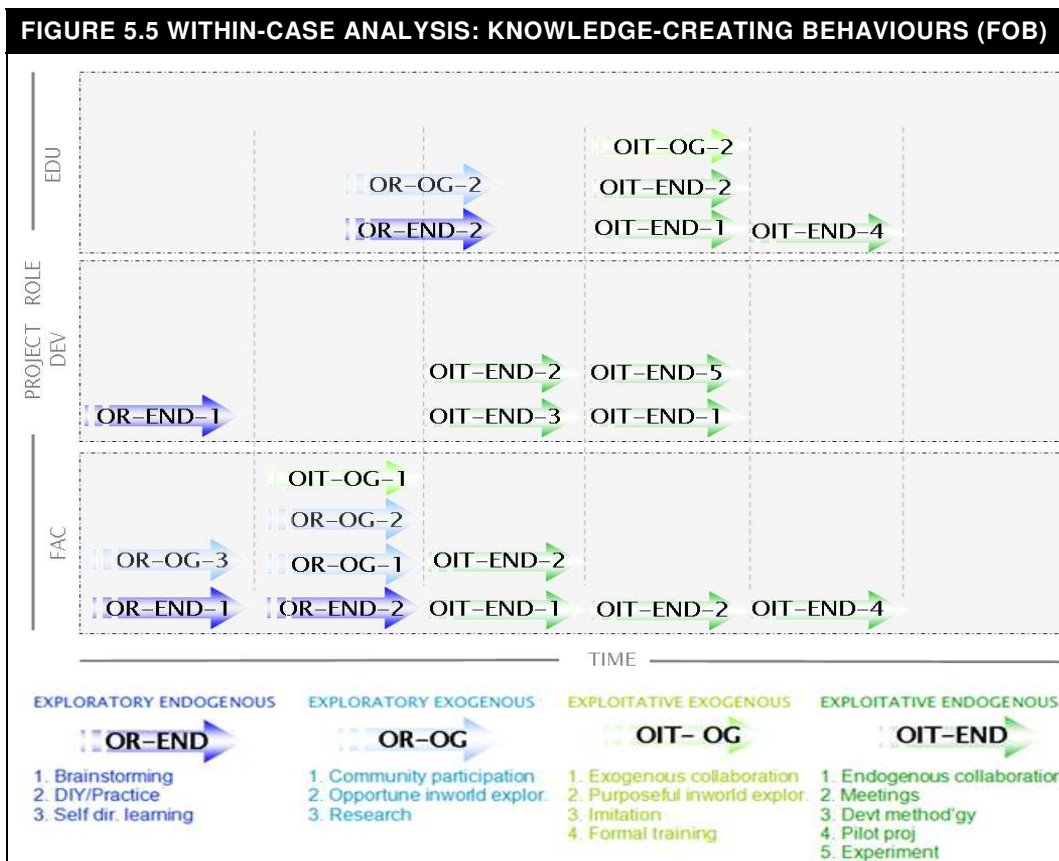 FIGURE 5.5 WITHIN-CASE ANALYSIS: KNOWLEDGE-CREATING BEHAVIOURS (FOB)
PROJECT ROLE
EDU
OIT-OG-2
OR-OG-2
OIT-END-2
OR-END-2
OIT-END-1
OIT-END-4
DEV
OIT-END-2
OIT-END-5
OR-END-1
OIT-END-3
OIT-END-1
FAC
OIT-OG-1
OR-OG-2
OR-OG-3
OR-OG-1
OIT-END-2
OR-END-1
OR-END-2
OIT-END-1
OIT-END-2
OIT-END-4
TIME
EXPLORATORY ENDOGENOUS
OR-END
1. Brainstorming
2. DIY/Practice
3. Self dir. learning
EXPLORATORY EXOGENOUS
OR-OG
1. Community participation
2. Opportune inworld explor.
3. Research
EXPLOITATIVE EXOGENOUS
OIT- OG
1. Exogenous collaboration
2. Purposeful inworld explor.
3. Imitation
4. Formal training
EXPLOITATIVE ENDOGENOUS
OIT-END
1. Endogenous collaboration
2. Meetings
3. Devt method'gy
4. Pilot proj
5. Experiment